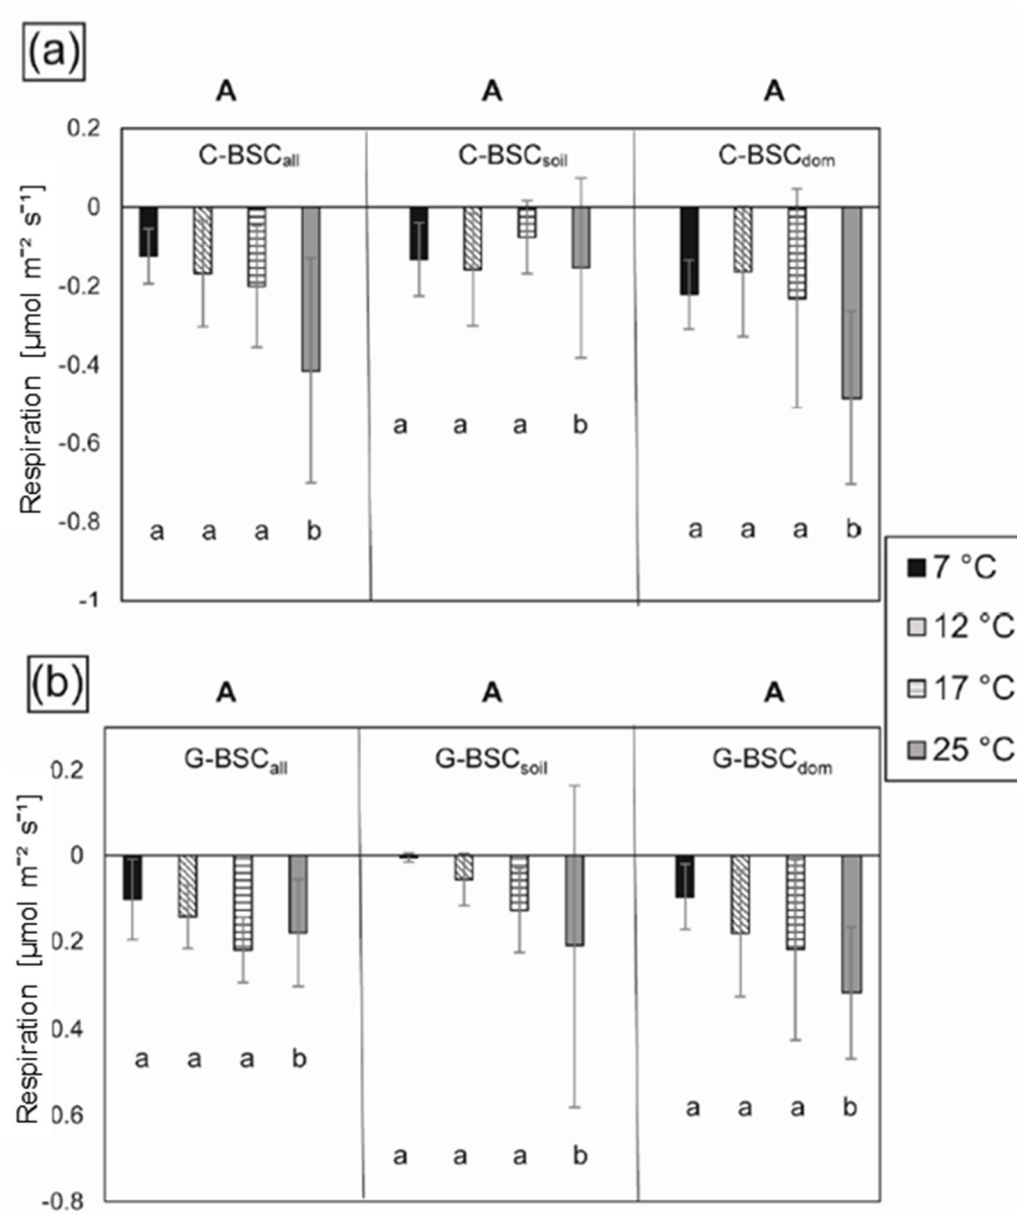 (a)
A A A
0.2
C-BSCall C-BSCsoil C-BSCdom
0
-0.2
-0.4
a a a b
-0.6
-0.8
a a a b a a a b
-1
Respiration [µmol m⁻² s⁻¹]
7 °C
12 °C
17 °C
25 °C
(b)
A A A
G-BSCall G-BSCsoil G-BSCdom
0.2
0
0.2
0.4
a a a b
0.6
a a a b
a a a b
-0.8
Respiration [µmol m⁻² s⁻¹]